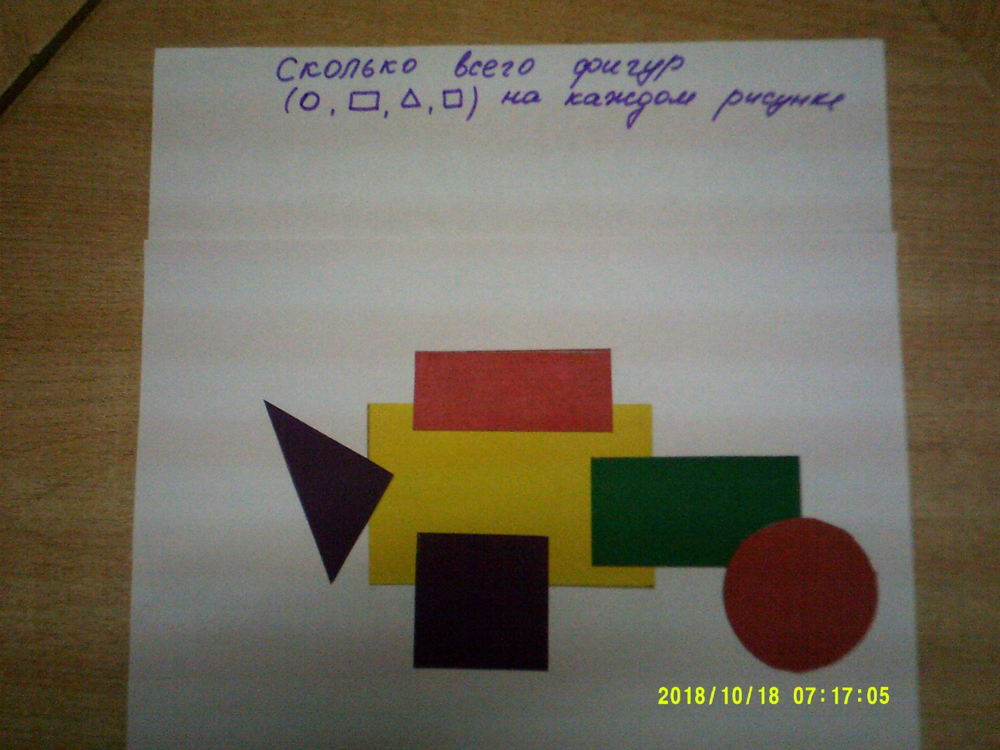 Сколько всего фигур
(○, ▭, △, □) на каждом рисунке
2018/10/18 07:17:05